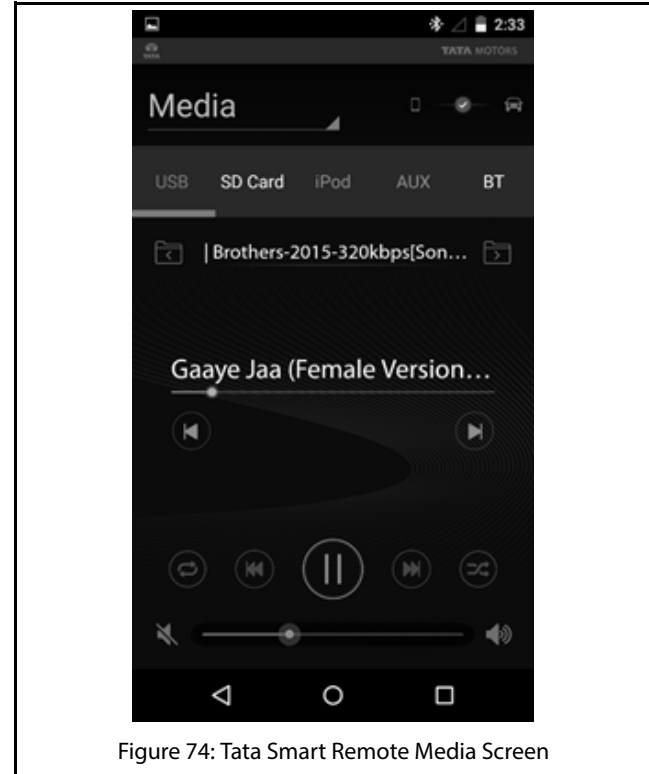 2:33
TATA
TATA MOTORS
Media
USB SD Card iPod AUX BT
| Brothers-2015-320kbps[Son...
Gaaye Jaa (Female Version...
Figure 74: Tata Smart Remote Media Screen